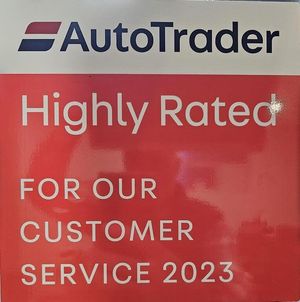 AutoTrader
Highly Rated
FOR OUR
CUSTOMER
SERVICE 2023